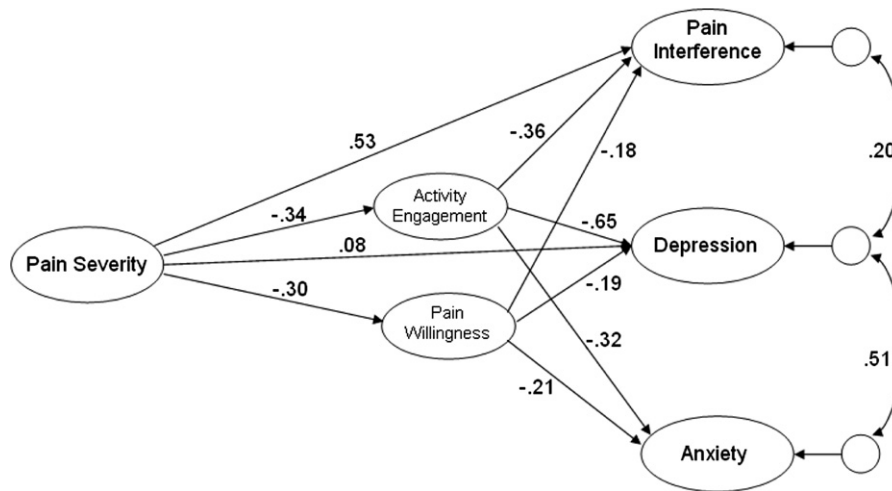 Pain
Interference
.53
-.36
-.18
.20
Activity
Engagement
-.34
-.65
.08
Depression
Pain Severity
-.30
-.19
Pain
Willingness
-.32
.51
-.21
Anxiety